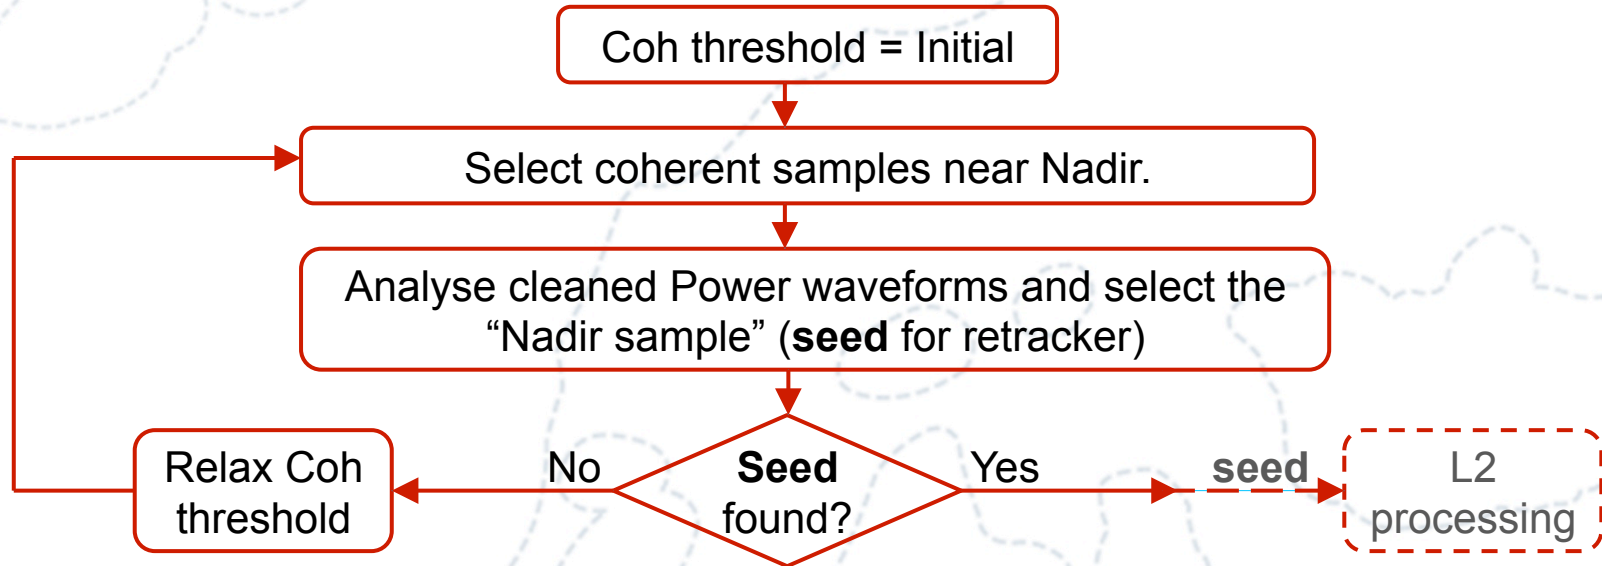 Coh threshold = Initial
Select coherent samples near Nadir.
Analyse cleaned Power waveforms and select the
“Nadir sample” (seed for retracker)
Relax Coh
threshold
No
Seed
found?
Yes
seed
L2
processing